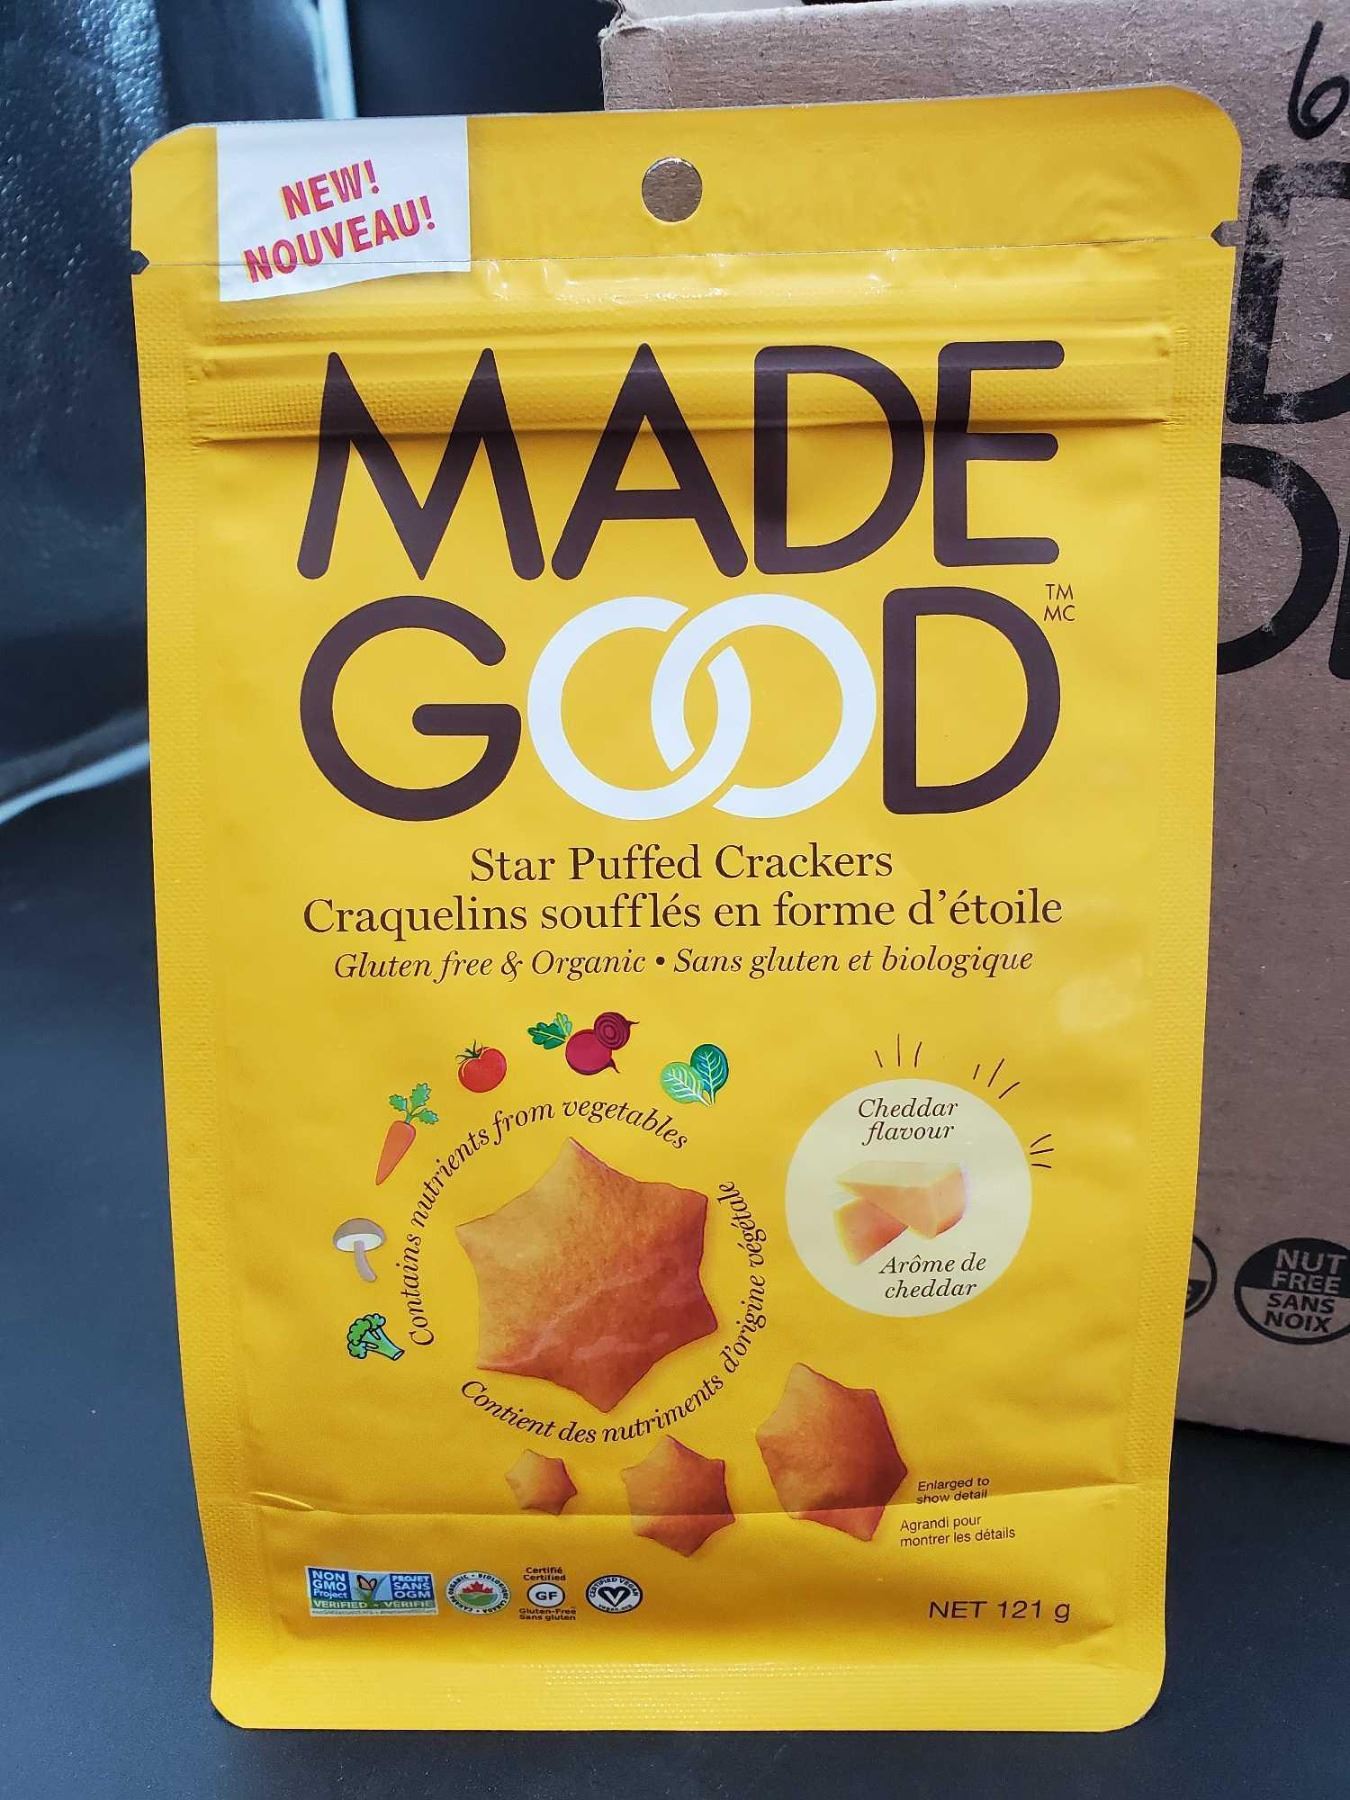 NEW!
NOUVEAU!
MADE
GOOD
TM
MC
Star Puffed Crackers
Craquelins soufflés en forme d'étoile
Gluten free & Organic • Sans gluten et biologique
Contains nutrients from vegetables
Contient des nutriments d'origine végétale
Cheddar
flavour
Arôme de
cheddar
Enlarged to
show detail
Agrandi pour
montrer les détails
NON
GMO
Project
VERIFIED
PROJET
SANS
OGM
VERIFIÉ
Certifié
Certified
GF
Gluten-Free
Sans gluten
CERTIFIED VEGAN
NET 121 g
6
NUT
FREE
SANS
NOIX